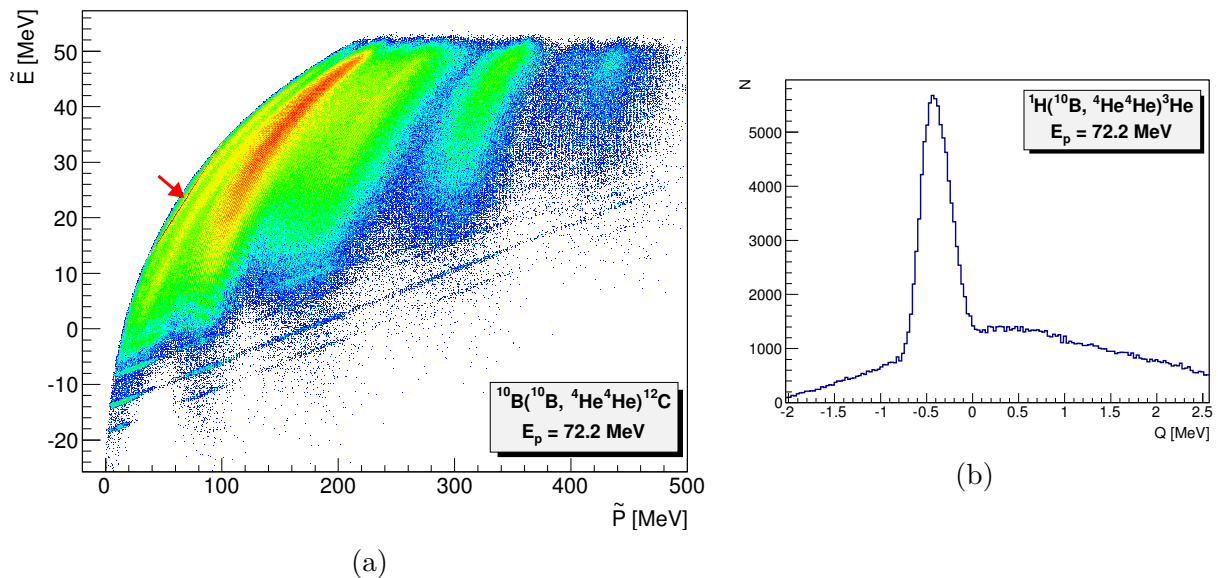 Ẽ [MeV]
50
40
30
20
10
0
-10
-20
0 100 200 300 400 500
P̃ [MeV]
¹⁰B(¹⁰B, ⁴He⁴He)¹²C
Eₚ = 72.2 MeV
(a)
N
5000
4000
3000
2000
1000
0
-2 -1.5 -1 -0.5 0 0.5 1 1.5 2 2.5
Q [MeV]
¹H(¹⁰B, ⁴He⁴He)³He
Eₚ = 72.2 MeV
(b)